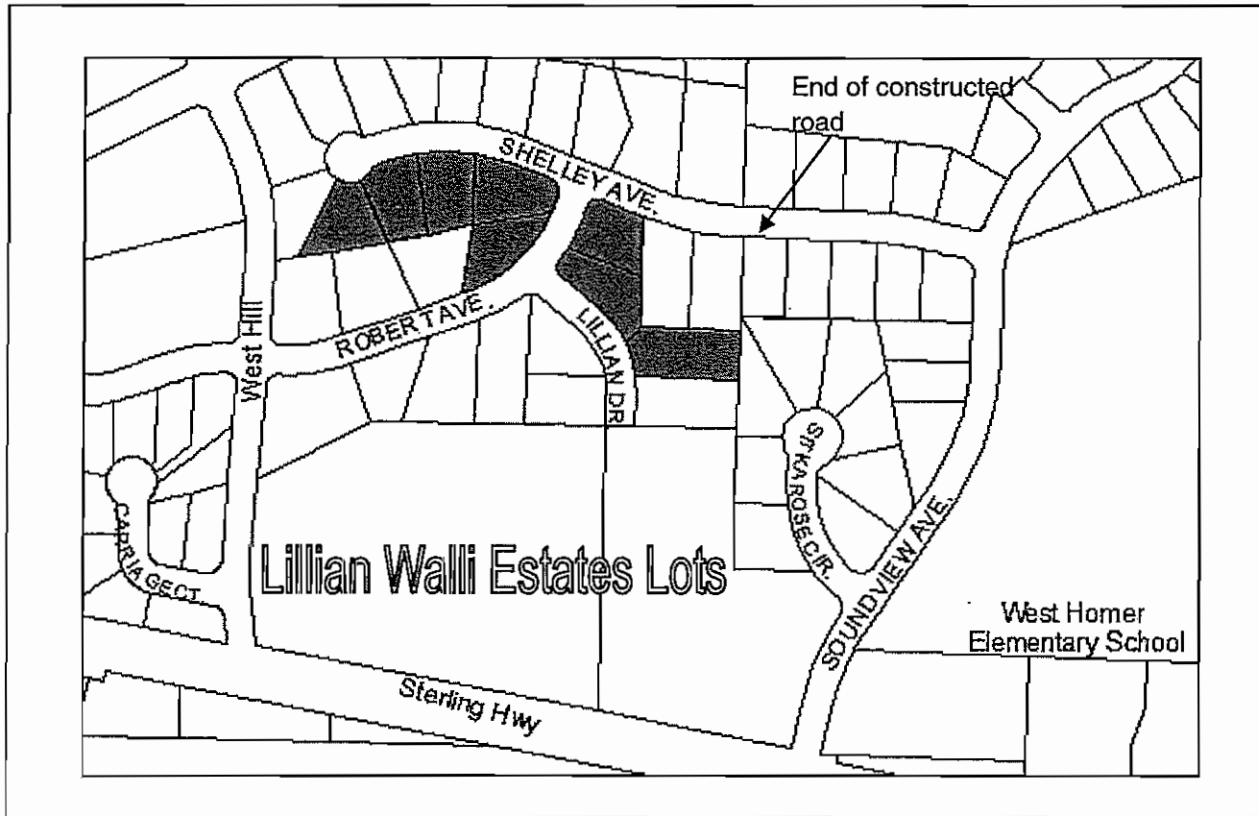 End of constructed
road
SHELLEY AVE.
West Hill
ROBERT AVE.
LILLIAN DR
SITKA ROSE CIR.
CARRIAGE CT.
Lillian Walli Estates Lots
SOUNDVIEW AVE.
West Homer
Elementary School
Sterling Hwy